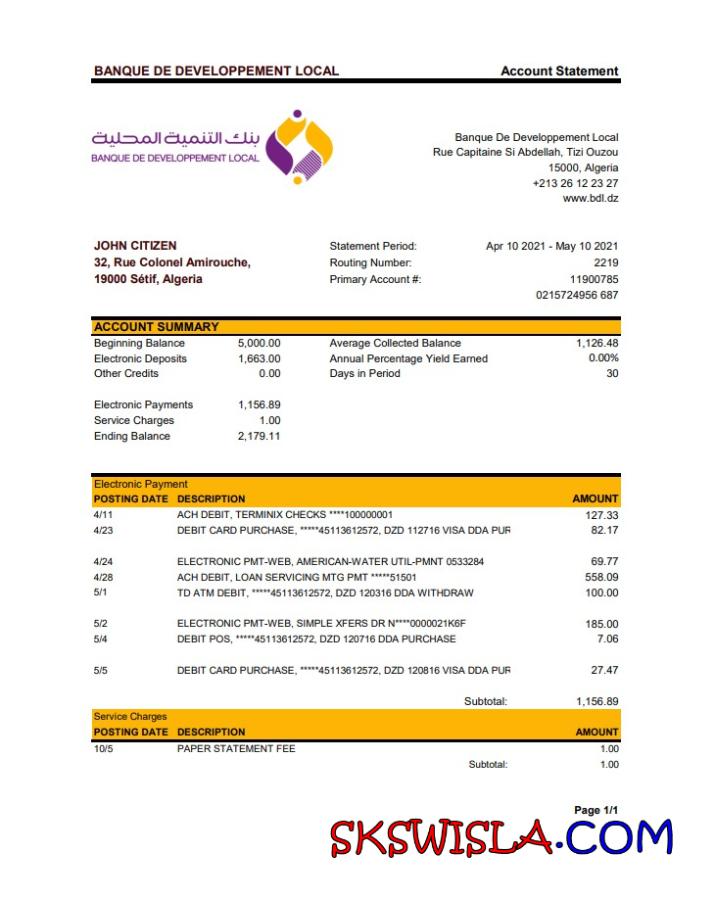 BANQUE DE DEVELOPPEMENT LOCAL Account Statement
بنك التنمية المحلية
BANQUE DE DEVELOPPEMENT LOCAL
Banque De Developpement Local
Rue Capitaine Si Abdellah, Tizi Ouzou
15000, Algeria
+213 26 12 23 27
www.bdl.dz
JOHN CITIZEN
32, Rue Colonel Amirouche,
19000 Sétif, Algeria
Statement Period: Apr 10 2021 - May 10 2021
Routing Number: 2219
Primary Account #: 11900785
0215724956 687
ACCOUNT SUMMARY
Beginning Balance 5,000.00 Average Collected Balance 1,126.48
Electronic Deposits 1,663.00 Annual Percentage Yield Earned 0.00%
Other Credits 0.00 Days in Period 30
Electronic Payments 1,156.89
Service Charges 1.00
Ending Balance 2,179.11
Electronic Payment
POSTING DATE DESCRIPTION AMOUNT
4/11 ACH DEBIT, TERMINIX CHECKS ****100000001 127.33
4/23 DEBIT CARD PURCHASE, *****45113612572, DZD 112716 VISA DDA PUR 82.17
4/24 ELECTRONIC PMT-WEB, AMERICAN-WATER UTIL-PMNT 0533284 69.77
4/28 ACH DEBIT, LOAN SERVICING MTG PMT *****51501 558.09
5/1 TD ATM DEBIT, *****45113612572, DZD 120316 DDA WITHDRAW 100.00
5/2 ELECTRONIC PMT-WEB, SIMPLE XFERS DR N****0000021K6F 185.00
5/4 DEBIT POS, *****45113612572, DZD 120716 DDA PURCHASE 7.06
5/5 DEBIT CARD PURCHASE, *****45113612572, DZD 120816 VISA DDA PUR 27.47
Subtotal: 1,156.89
Service Charges
POSTING DATE DESCRIPTION AMOUNT
10/5 PAPER STATEMENT FEE 1.00
Subtotal: 1.00
Page 1/1
SKSWISLA.COM